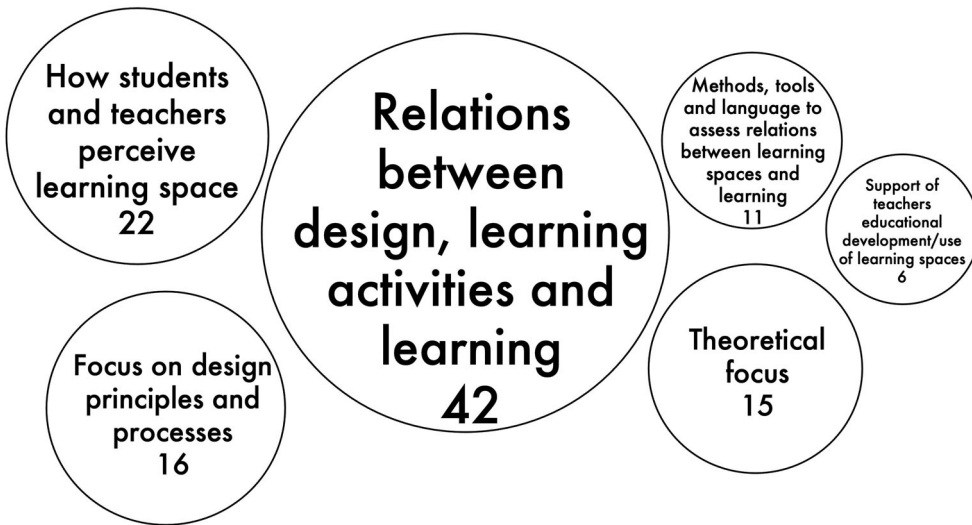 How students
and teachers
perceive
learning space
22
Relations
between
design, learning
activities and
learning
42
Methods, tools
and language to
assess relations
between learning
spaces and
learning
11
Support of
teachers
educational
development/use
of learning spaces
6
Focus on design
principles and
processes
16
Theoretical
focus
15